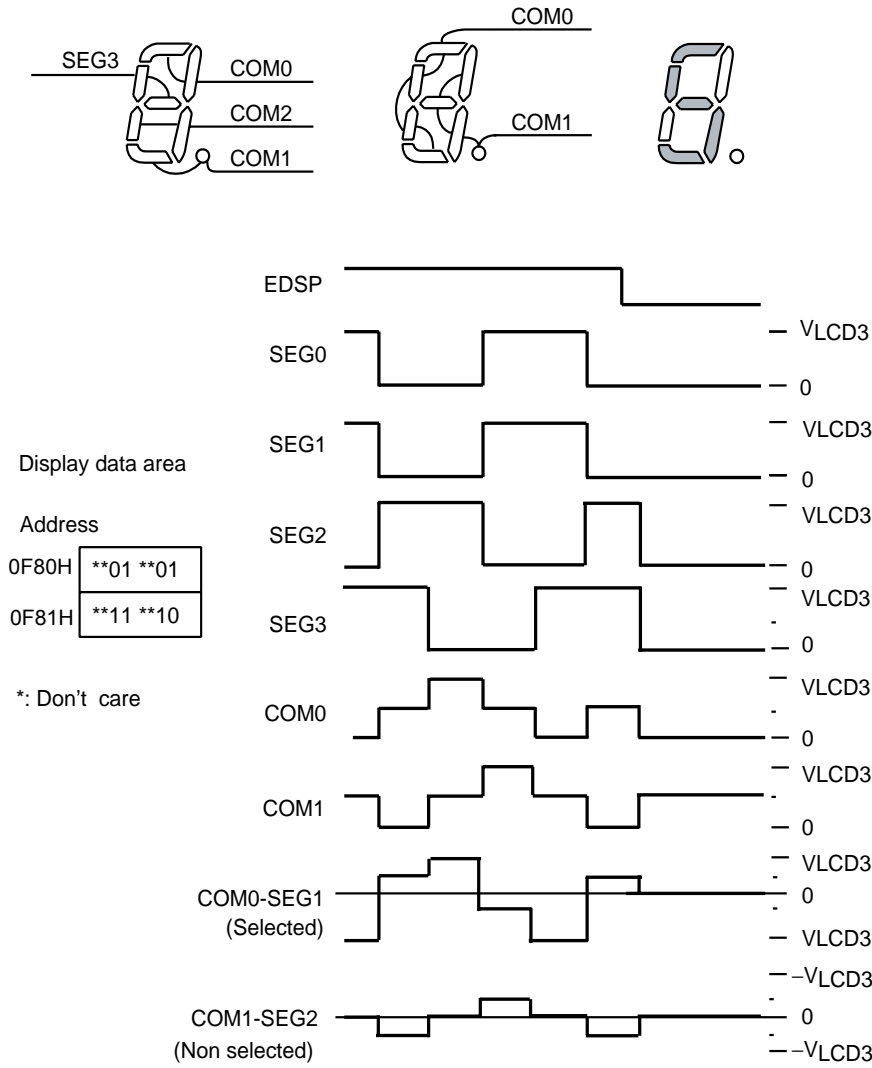 COM0
SEG3
COM0
COM2
COM1
COM1
EDSP
SEG0
VLCD3
0
SEG1
VLCD3
0
Display data area
SEG2
VLCD3
0
Address
0F80H **01 **01
0F81H **11 **10
SEG3
VLCD3
0
*: Don't care
COM0
VLCD3
0
COM1
VLCD3
0
COM0-SEG1
(Selected)
VLCD3
0
VLCD3
COM1-SEG2
(Non selected)
–VLCD3
0
–VLCD3